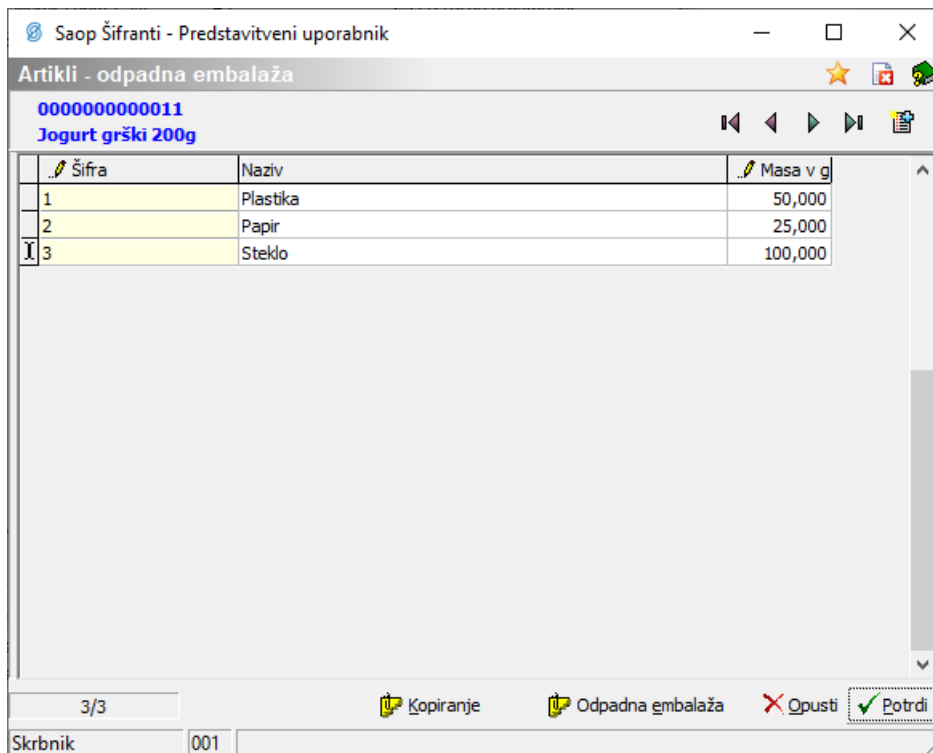 Saop Šifranti - Predstavitveni uporabnik
Artikli - odpadna embalaža
0000000000011
Jogurt grški 200g
Šifra Naziv Masa v g
1 Plastika 50,000
2 Papir 25,000
3 Steklo 100,000
3/3 Kopiranje Odpadna embalaža Opusti Potrdi
Skrbnik 001